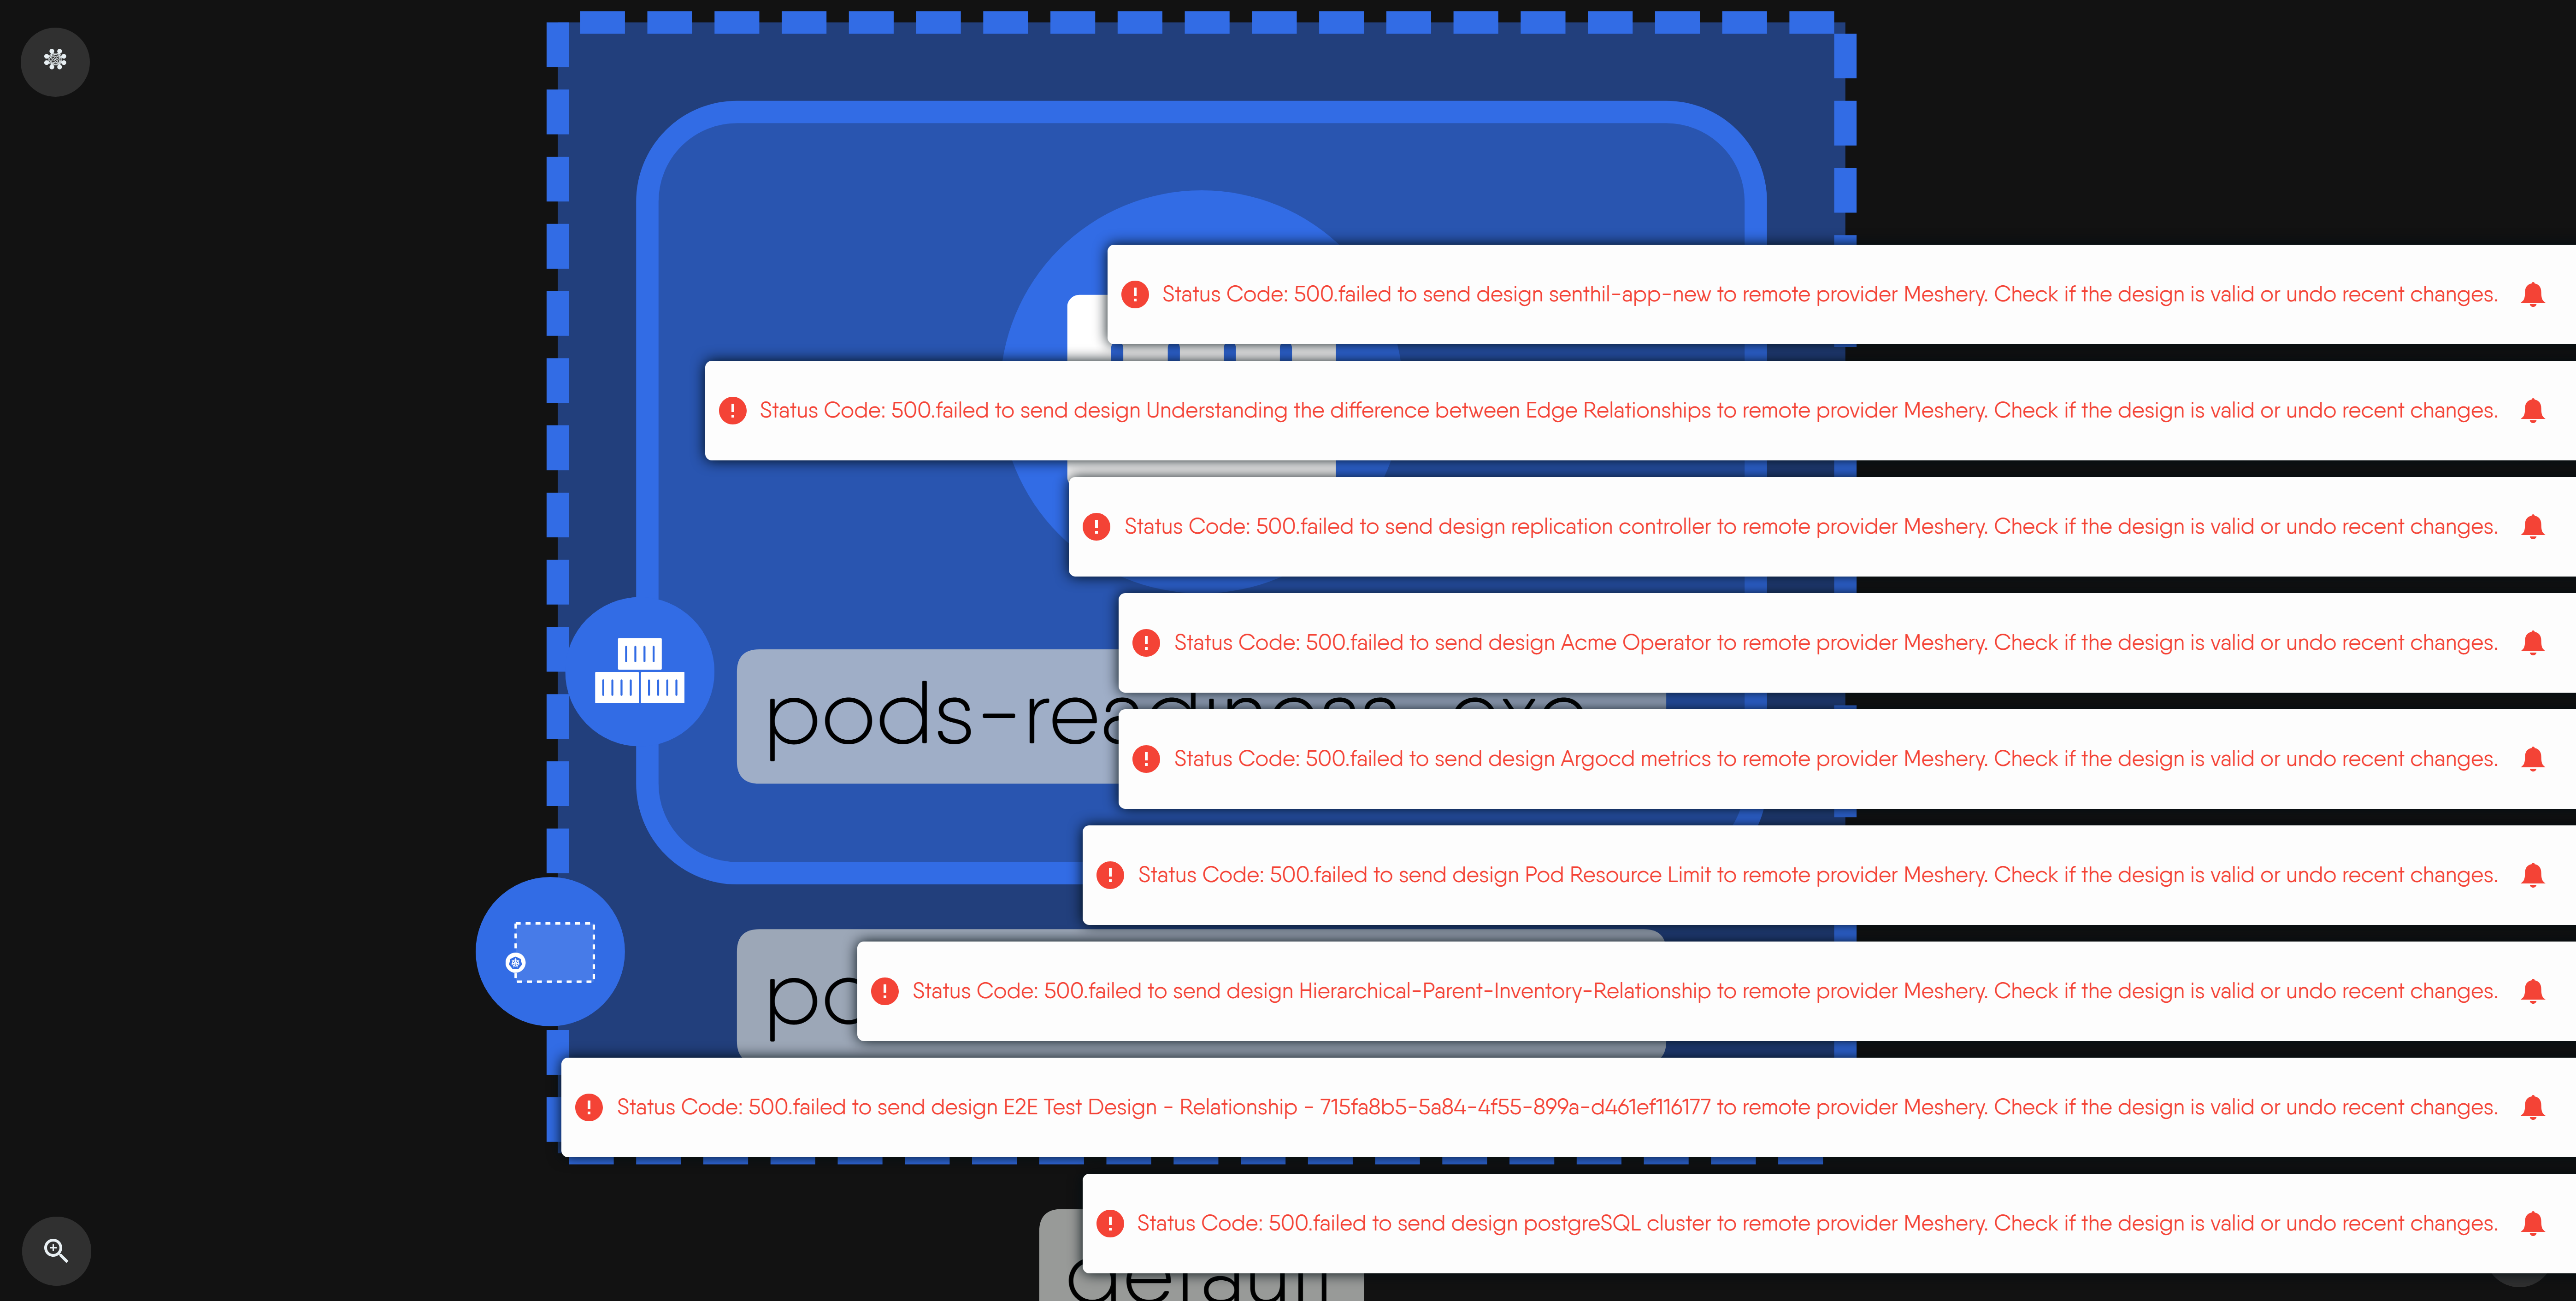 Status Code: 500.failed to send design senthil-app-new to remote provider Meshery. Check if the design is valid or undo recent changes.
Status Code: 500.failed to send design Understanding the difference between Edge Relationships to remote provider Meshery. Check if the design is valid or undo recent changes.
Status Code: 500.failed to send design replication controller to remote provider Meshery. Check if the design is valid or undo recent changes.
Status Code: 500.failed to send design Acme Operator to remote provider Meshery. Check if the design is valid or undo recent changes.
pods-readiness-exe
Status Code: 500.failed to send design Argocd metrics to remote provider Meshery. Check if the design is valid or undo recent changes.
Status Code: 500.failed to send design Pod Resource Limit to remote provider Meshery. Check if the design is valid or undo recent changes.
Status Code: 500.failed to send design Hierarchical-Parent-Inventory-Relationship to remote provider Meshery. Check if the design is valid or undo recent changes.
Status Code: 500.failed to send design E2E Test Design - Relationship - 715fa8b5-5a84-4f55-899a-d461ef116177 to remote provider Meshery. Check if the design is valid or undo recent changes.
Status Code: 500.failed to send design postgreSQL cluster to remote provider Meshery. Check if the design is valid or undo recent changes.
default